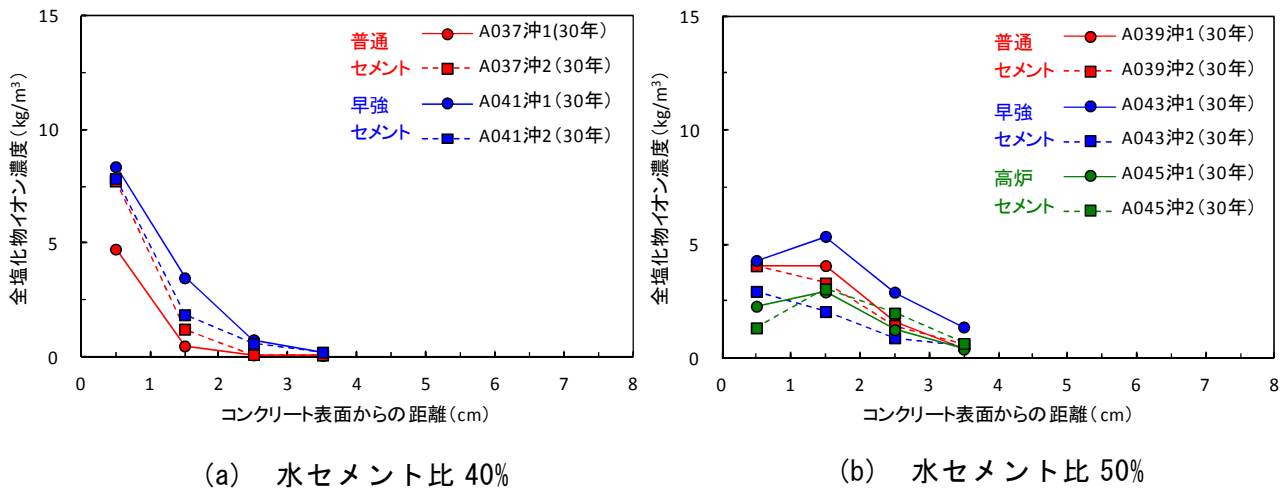 15
10
5
0
0 1 2 3 4 5 6 7 8
全塩化物イオン濃度(kg/m³)
コンクリート表面からの距離(cm)
普通
セメント
早強
セメント
A037沖1(30年)
A037沖2(30年)
A041沖1(30年)
A041沖2(30年)
(a) 水セメント比 40%
15
10
5
0
0 1 2 3 4 5 6 7 8
全塩化物イオン濃度(kg/m³)
コンクリート表面からの距離(cm)
普通
セメント
早強
セメント
高炉
セメント
A039沖1(30年)
A039沖2(30年)
A043沖1(30年)
A043沖2(30年)
A045沖1(30年)
A045沖2(30年)
(b) 水セメント比 50%